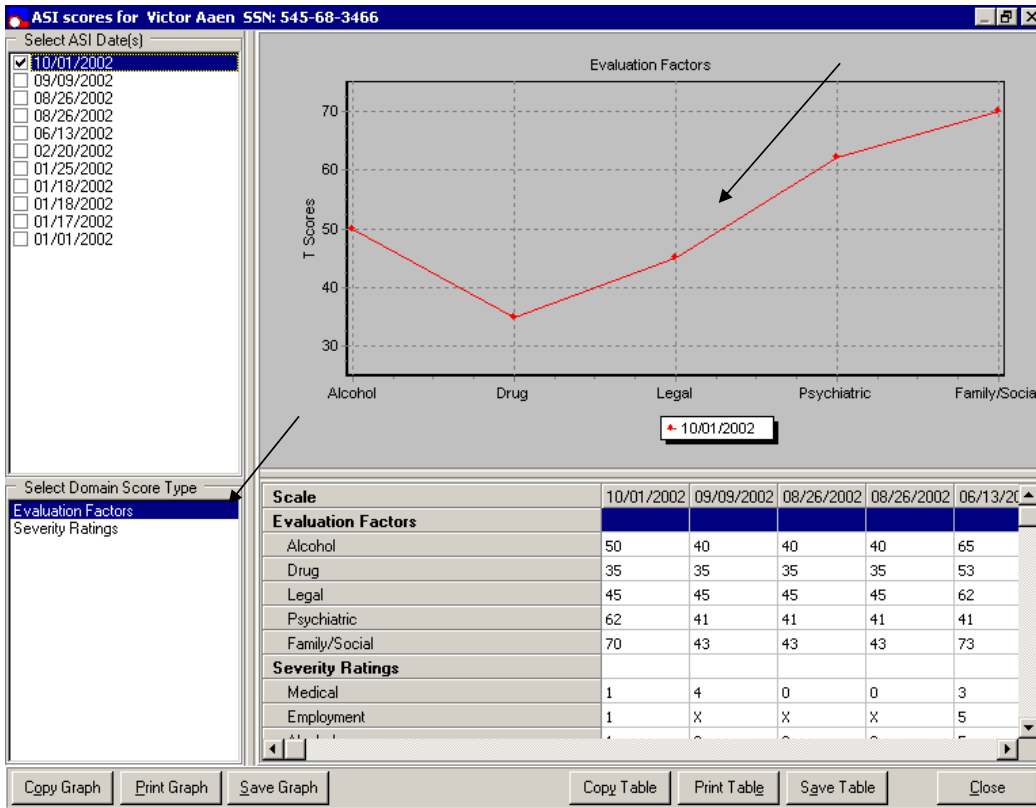 ASI scores for Victor Aaen SSN: 545-68-3466
Select ASI Date(s)
10/01/2002
09/09/2002
08/26/2002
08/26/2002
06/13/2002
02/20/2002
01/25/2002
01/18/2002
01/18/2002
01/17/2002
01/01/2002
Evaluation Factors
T Scores
70
60
50
40
30
Alcohol Drug Legal Psychiatric Family/Socia
10/01/2002
Select Domain Score Type
Evaluation Factors
Severity Ratings
Scale 10/01/2002 09/09/2002 08/26/2002 08/26/2002 06/13/20
Evaluation Factors
Alcohol 50 40 40 40 65
Drug 35 35 35 35 53
Legal 45 45 45 45 62
Psychiatric 62 41 41 41 41
Family/Social 70 43 43 43 73
Severity Ratings
Medical 1 4 0 0 3
Employment 1 X X X 5
Copy Graph Print Graph Save Graph Copy Table Print Table Save Table Close